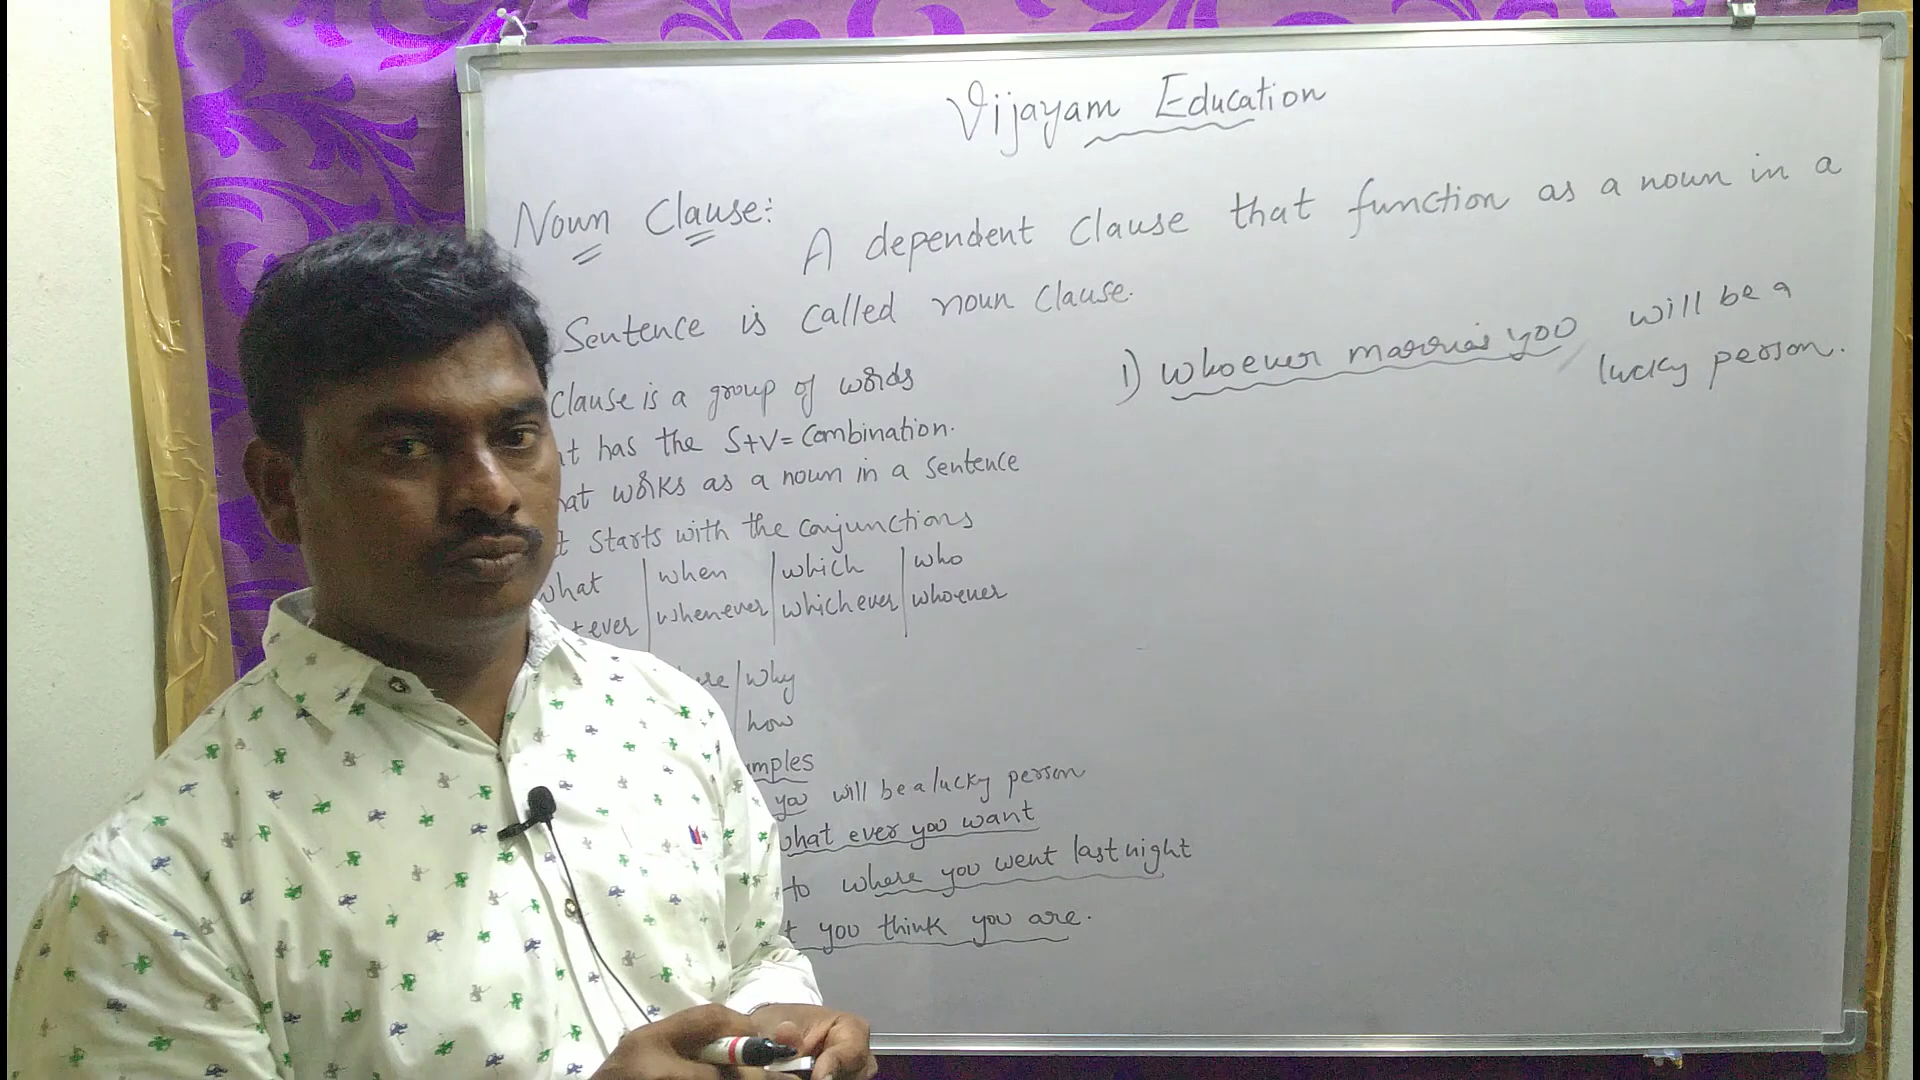 Vijayam Education
Noun Clause:
A dependent clause that function as a noun in a
Sentence is called noun clause.
clause is a group of words
has the S+V= Combination.
works as a noun in a sentence
starts with the conjunctions
what when which who
ever whenever whichever whoever
why
how
you will be a lucky person
what ever you want
to where you went last night
you think you are.
1) whoever marries you will be a
lucky person.